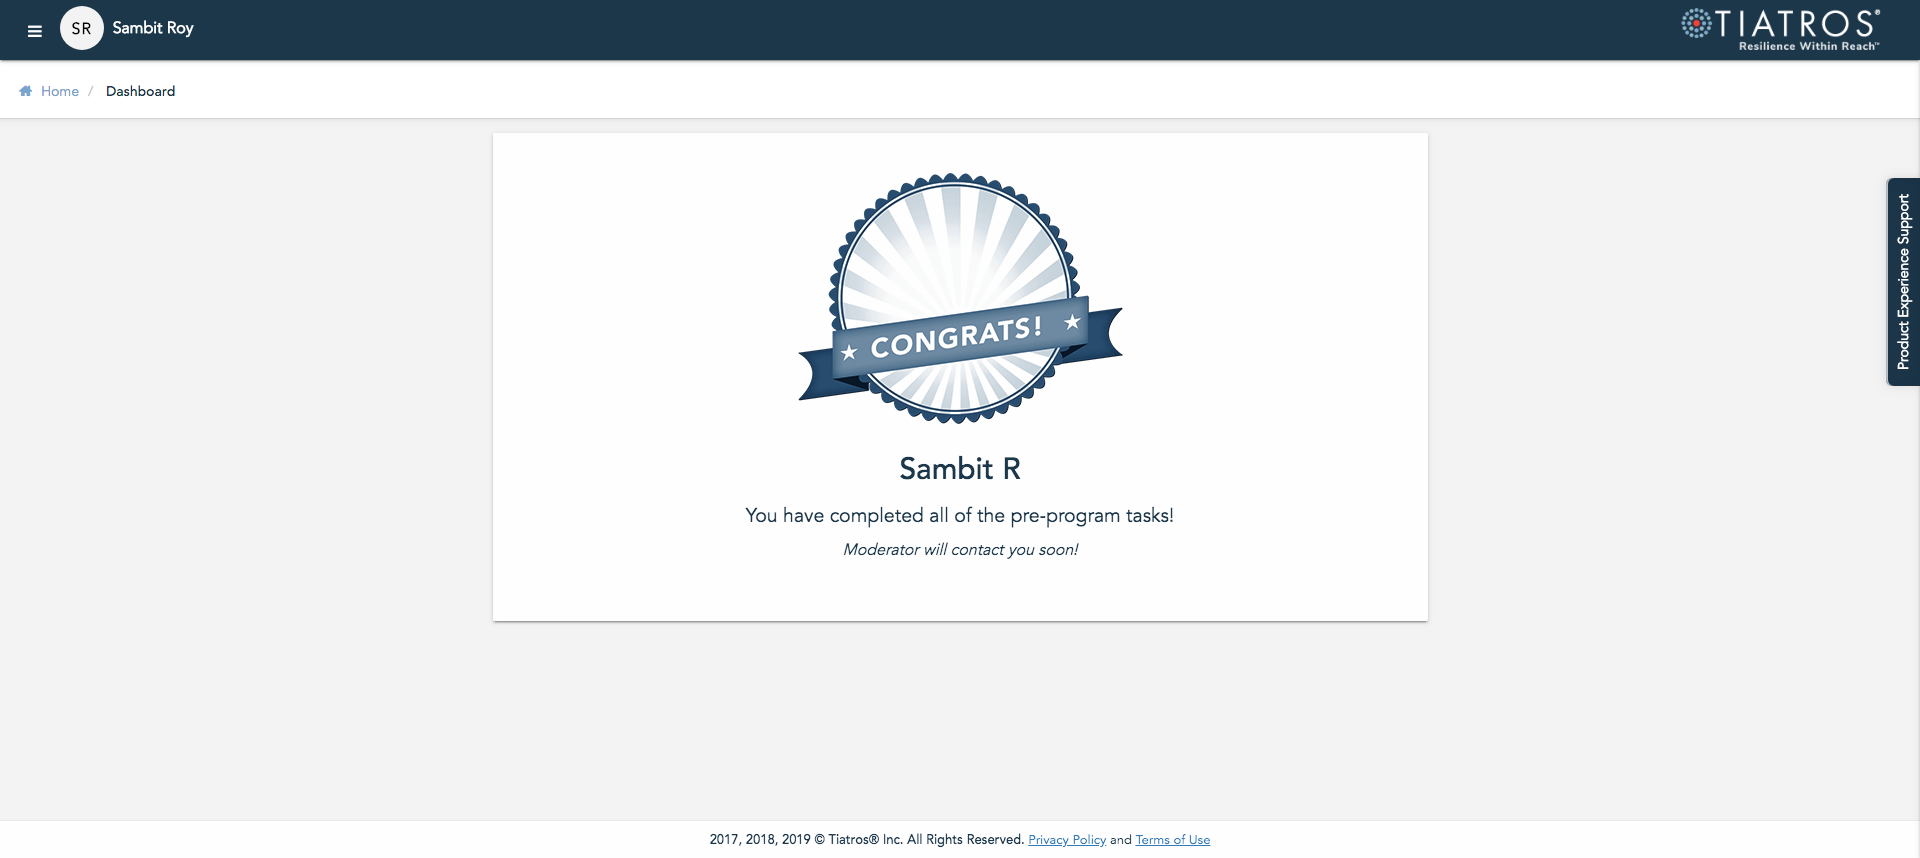 SR Sambit Roy
TIATROS®
Resilience Within Reach™
Home / Dashboard
Product Experience Support
★ CONGRATS! ★
Sambit R
You have completed all of the pre-program tasks!
Moderator will contact you soon!
2017, 2018, 2019 © Tiatros® Inc. All Rights Reserved. Privacy Policy and Terms of Use